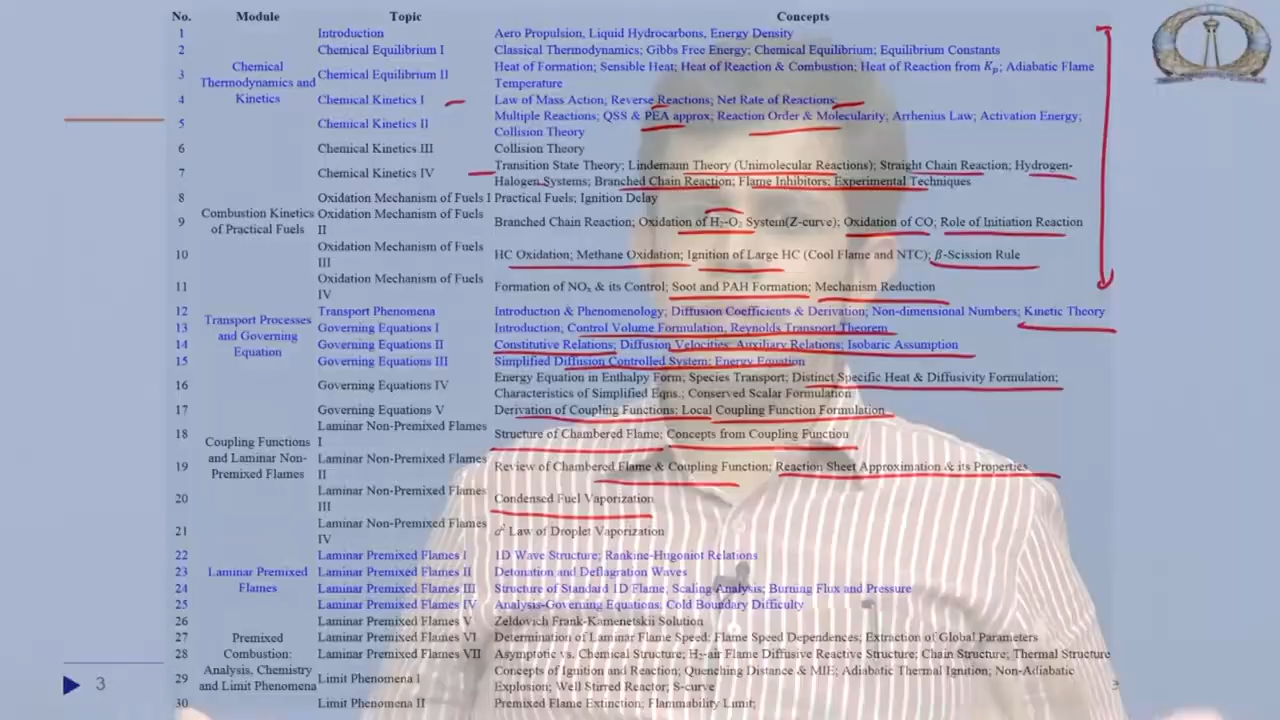 No. Module Topic Concepts
1 Introduction Aero Propulsion, Liquid Hydrocarbons, Energy Density
2 Chemical Equilibrium I Classical Thermodynamics; Gibbs Free Energy; Chemical Equilibrium; Equilibrium Constants
Chemical Thermodynamics and Kinetics
3 Chemical Equilibrium II Heat of Formation; Sensible Heat; Heat of Reaction & Combustion; Heat of Reaction from Kₚ; Adiabatic Flame
Temperature
4 Chemical Kinetics I Law of Mass Action; Reverse Reactions; Net Rate of Reactions;
5 Chemical Kinetics II Multiple Reactions; QSS & PEA approx; Reaction Order & Molecularity; Arrhenius Law; Activation Energy;
Collision Theory
6 Chemical Kinetics III Collision Theory
7 Chemical Kinetics IV Transition State Theory; Lindemann Theory (Unimolecular Reactions); Straight Chain Reaction; Hydrogen-
Halogen Systems; Branched Chain Reaction; Flame Inhibitors; Experimental Techniques
8 Oxidation Mechanism of Fuels I Practical Fuels; Ignition Delay
Combustion Kinetics of Practical Fuels
9 Oxidation Mechanism of Fuels II Branched Chain Reaction; Oxidation of H₂-O₂ System(Z-curve); Oxidation of CO; Role of Initiation Reaction
10 Oxidation Mechanism of Fuels III HC Oxidation; Methane Oxidation; Ignition of Large HC (Cool Flame and NTC); β-Scission Rule
11 Oxidation Mechanism of Fuels IV Formation of NOₓ & its Control; Soot and PAH Formation; Mechanism Reduction
12 Transport Phenomena Introduction & Phenomenology; Diffusion Coefficients & Derivation; Non-dimensional Numbers; Kinetic Theory
Transport Processes and Governing Equation
13 Governing Equations I Introduction, Control Volume Formulation, Reynolds Transport Theorem
14 Governing Equations II Constitutive Relations; Diffusion Velocities, Auxiliary Relations; Isobaric Assumption
15 Governing Equations III Simplified Diffusion Controlled System; Energy Equation
16 Governing Equations IV Energy Equation in Enthalpy Form; Species Transport; Distinct Specific Heat & Diffusivity Formulation;
Characteristics of Simplified Eqns.; Conserved Scalar Formulation
17 Governing Equations V Derivation of Coupling Functions; Local Coupling Function Formulation
18 Laminar Non-Premixed Flames I Structure of Chambered Flame; Concepts from Coupling Function
Coupling Functions and Laminar Non-Premixed Flames
19 Laminar Non-Premixed Flames II Review of Chambered Flame & Coupling Function; Reaction Sheet Approximation & its Properties
20 Laminar Non-Premixed Flames III Condensed Fuel Vaporization
21 Laminar Non-Premixed Flames IV d² Law of Droplet Vaporization
22 Laminar Premixed Flames I 1D Wave Structure; Rankine-Hugoniot Relations
23 Laminar Premixed Flames Laminar Premixed Flames II Detonation and Deflagration Waves
24 Laminar Premixed Flames III Structure of Standard 1D Flame, Scaling Analysis; Burning Flux and Pressure
25 Laminar Premixed Flames IV Analysis-Governing Equations, Cold Boundary Difficulty
26 Laminar Premixed Flames V Zeldovich Frank-Kamenetskii Solution
27 Laminar Premixed Flames VI Determination of Laminar Flame Speed: Flame Speed Dependences; Extraction of Global Parameters
Premixed Combustion: Analysis, Chemistry and Limit Phenomena
28 Laminar Premixed Flames VII Asymptotic vs. Chemical Structure; H₂-air Flame Diffusive Reactive Structure; Chain Structure; Thermal Structure
29 Limit Phenomena I Concepts of Ignition and Reaction; Quenching Distance & MIE; Adiabatic Thermal Ignition; Non-Adiabatic
Explosion; Well Stirred Reactor; S-curve
30 Limit Phenomena II Premixed Flame Extinction; Flammability Limit;
3